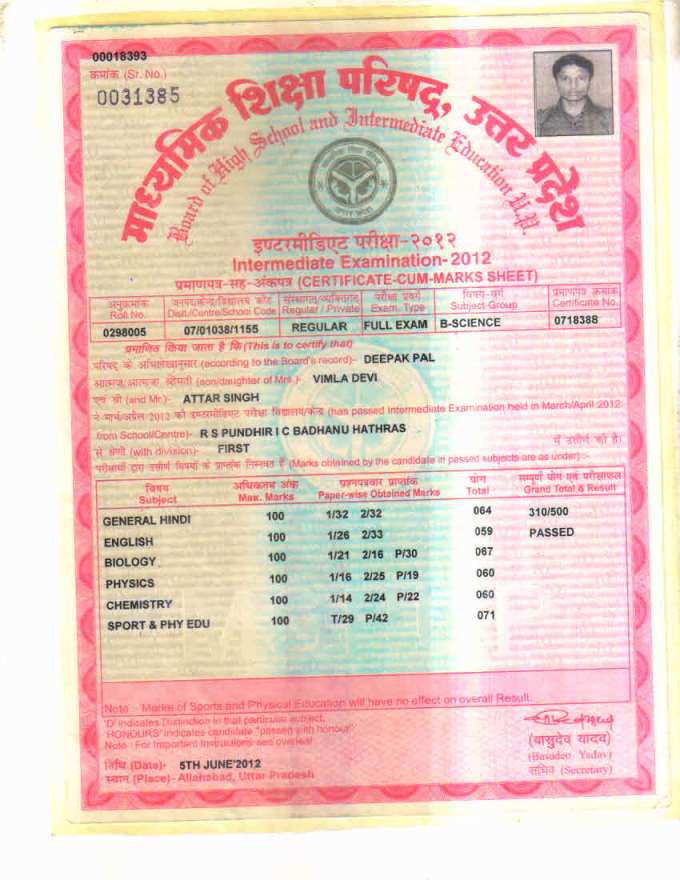 00018393
क्रमांक (Sr. No.)
0031385
माध्यमिक शिक्षा परिषद, उत्तर प्रदेश
Board of High School and Intermediate Education U.P.
इण्टरमीडिएट परीक्षा-२०१२
Intermediate Examination-2012
प्रमाणपत्र-सह-अंकपत्र (CERTIFICATE-CUM-MARKS SHEET)
अनुक्रमांक जनपद/केन्द्र/विद्यालय कोड संस्थागत/व्यक्तिगत परीक्षा प्रकार विषय-वर्ग प्रमाणपत्र क्रमांक
Roll No. Dist./Centre/School Code Regular / Private Exam. Type Subject-Group Certificate No.
0298005 07/01038/1155 REGULAR FULL EXAM B-SCIENCE 0718388
प्रमाणित किया जाता है कि (This is to certify that)
परिषद के अभिलेखानुसार (according to the Board's record)- DEEPAK PAL
आत्मज/आत्मजा श्रीमती (son/daughter of Mrs.)- VIMLA DEVI
एवं श्री (and Mr.)- ATTAR SINGH
ने मार्च/अप्रैल 2012 की इण्टरमीडिएट परीक्षा विद्यालय/केन्द्र (has passed Intermediate Examination held in March/April 2012
from School/Centre)- R S PUNDHIR I C BADHANU HATHRAS
से श्रेणी (with division)- FIRST में उत्तीर्ण की है।
परीक्षार्थी द्वारा उत्तीर्ण विषयों के प्राप्तांक निम्नवत हैं (Marks obtained by the candidate in passed subjects are as under) :-
विषय अधिकतम अंक प्रश्नपत्रवार प्राप्तांक योग सम्पूर्ण योग एवं परीक्षाफल
Subject Max. Marks Paper-wise Obtained Marks Total Grand Total & Result
GENERAL HINDI 100 1/32 2/32 064 310/500
ENGLISH 100 1/26 2/33 059 PASSED
BIOLOGY 100 1/21 2/16 P/30 067
PHYSICS 100 1/16 2/25 P/19 060
CHEMISTRY 100 1/14 2/24 P/22 060
SPORT & PHY EDU 100 T/29 P/42 071
Note :- Marks of Sports and Physical Education will have no effect on overall Result.
'D' indicates Distinction in that particular subject.
'HONOURS' indicates candidate "passed with honour"
Note : For Important Instructions see overleaf
(बासुदेव यादव)
(Basudeo Yadav)
सचिव (Secretary)
तिथि (Date)- 5TH JUNE'2012
स्थान (Place)- Allahabad, Uttar Pradesh